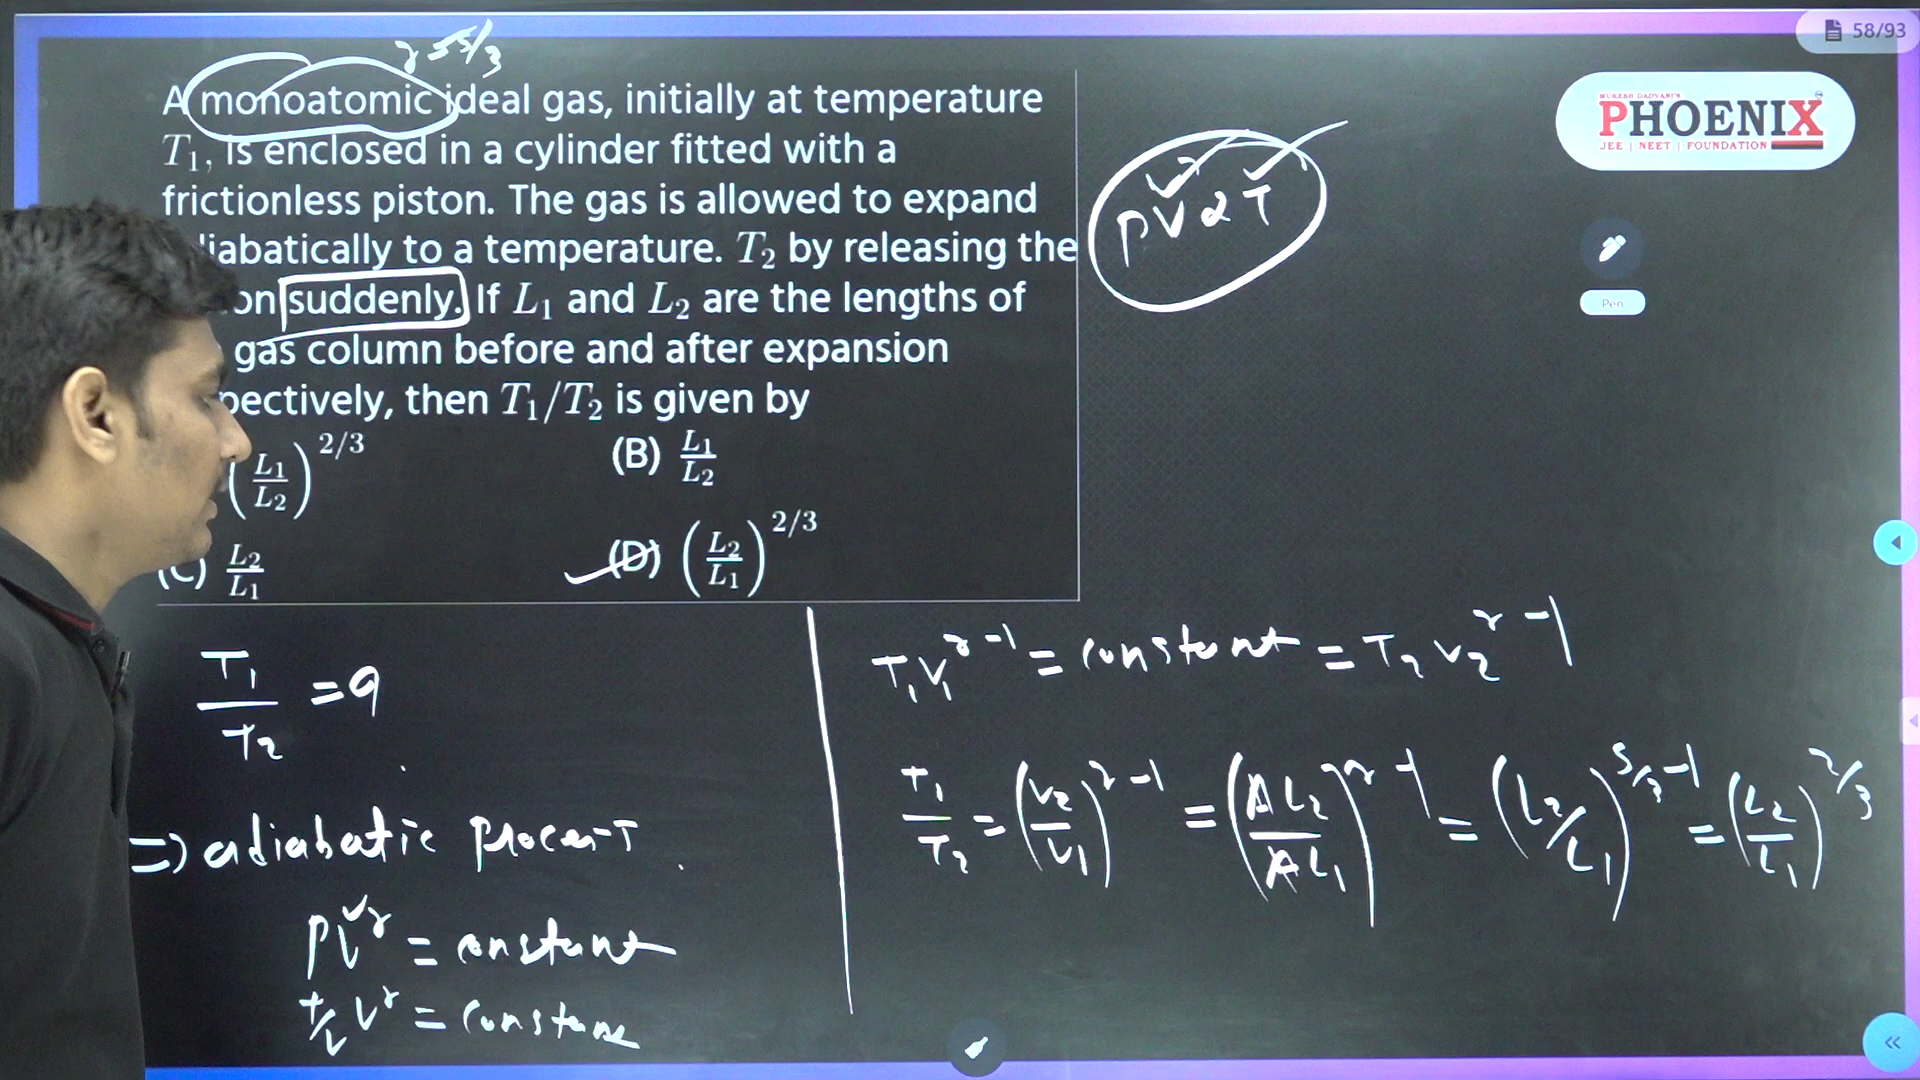 58/93
γ = 5/3
A monoatomic ideal gas, initially at temperature
T₁, is enclosed in a cylinder fitted with a
frictionless piston. The gas is allowed to expand
diabatically to a temperature. T₂ by releasing the
on suddenly. If L₁ and L₂ are the lengths of
gas column before and after expansion
pectively, then T₁/T₂ is given by
(L₁/L₂)^2/3 (B) L₁/L₂
(C) L₂/L₁ (D) (L₂/L₁)^2/3
PV α T
MUKESH DADVANI'S
PHOENIX
JEE | NEET | FOUNDATION
Pen
T₁/T₂ = 9
=> adiabatic
PV^γ = constant
T/V V^γ = constant
T₁V₁^γ-1 = constant = T₂V₂^γ-1
T₁/T₂ = (V₂/V₁)^γ-1 = (AL₂/AL₁)^γ-1 = (L₂/L₁)^5/3-1 = (L₂/L₁)^2/3